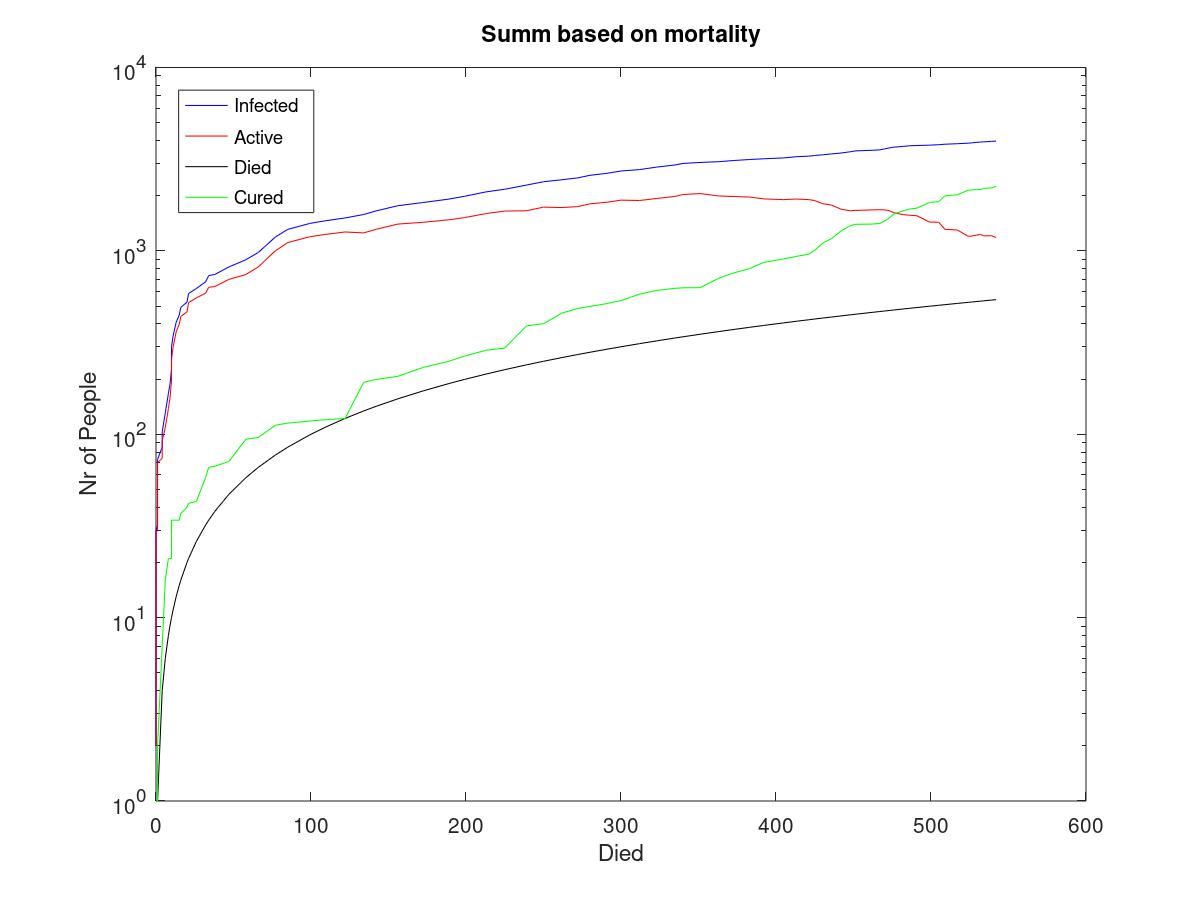 Summ based on mortality
10^4
10^3
10^2
10^1
10^0
Nr of People
Infected
Active
Died
Cured
0 100 200 300 400 500 600
Died